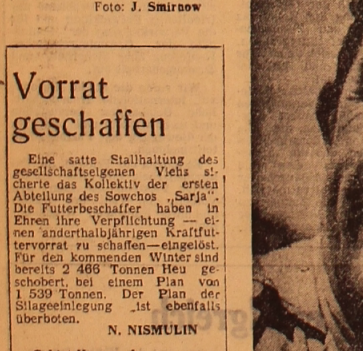 Foto: J. Smirnow
Vorrat
geschaffen
Eine satte Stallhaltung des
gesellschaftseigenen Viehs si-
cherte das Kollektiv der ersten
Abteilung des Sowchos „Sarja".
Die Futterbeschaffer haben in
Ehren ihre Verpflichtung — ei-
nen anderthalbjährigen Kraftfut-
tervorrat zu schaffen—eingelöst.
Für den kommenden Winter sind
bereits 2 466 Tonnen Heu ge-
schobert, bei einem Plan von
1 539 Tonnen. Der Plan der
Silageeinlegung „ist ebenfalls
überboten.
N. NISMULIN